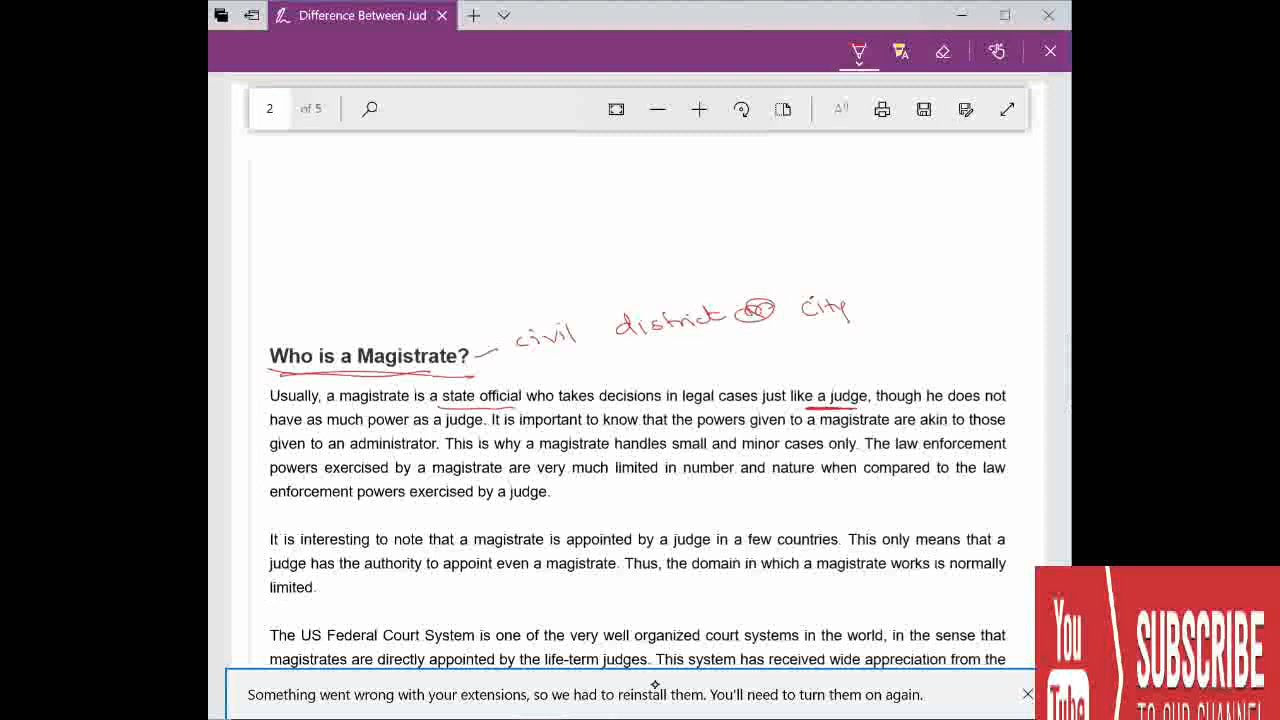 Difference Between Jud
2 of 5
civil district city
Who is a Magistrate?
Usually, a magistrate is a state official who takes decisions in legal cases just like a judge, though he does not
have as much power as a judge. It is important to know that the powers given to a magistrate are akin to those
given to an administrator. This is why a magistrate handles small and minor cases only. The law enforcement
powers exercised by a magistrate are very much limited in number and nature when compared to the law
enforcement powers exercised by a judge.
It is interesting to note that a magistrate is appointed by a judge in a few countries. This only means that a
judge has the authority to appoint even a magistrate. Thus, the domain in which a magistrate works is normally
limited.
The US Federal Court System is one of the very well organized court systems in the world, in the sense that
magistrates are directly appointed by the life-term judges. This system has received wide appreciation from the
Something went wrong with your extensions, so we had to reinstall them. You'll need to turn them on again.
You
Tube
SUBSCRIBE
TO OUR CHANNEL